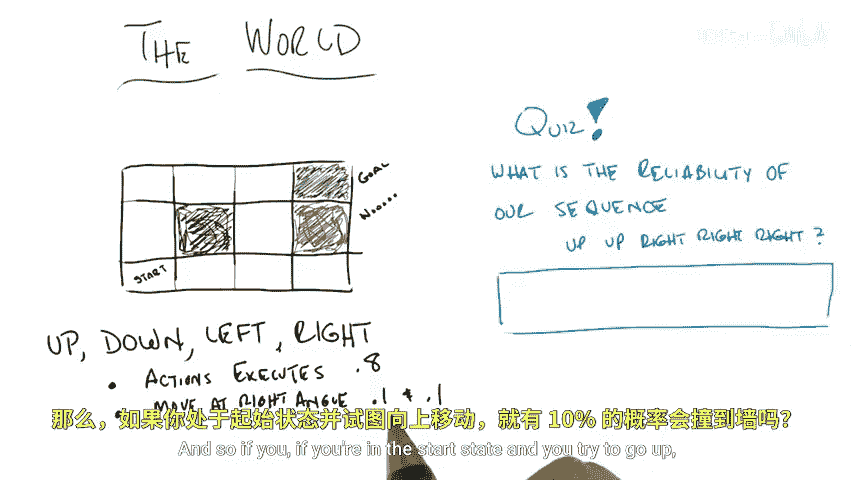 THE WORLD
QUIZ!
WHAT IS THE RELIABILITY OF
OUR SEQUENCE
UP UP RIGHT RIGHT RIGHT ?
GOAL
START
UP, DOWN, LEFT, RIGHT
• ACTIONS EXECUTES .8
• MOVE AT RIGHT ANGLE .1 & .1
那么，如果你处于起始状态并试图向上移动，就有 10% 的概率会撞到墙吗？
And so if you, if you're in the start state and you try to go up,